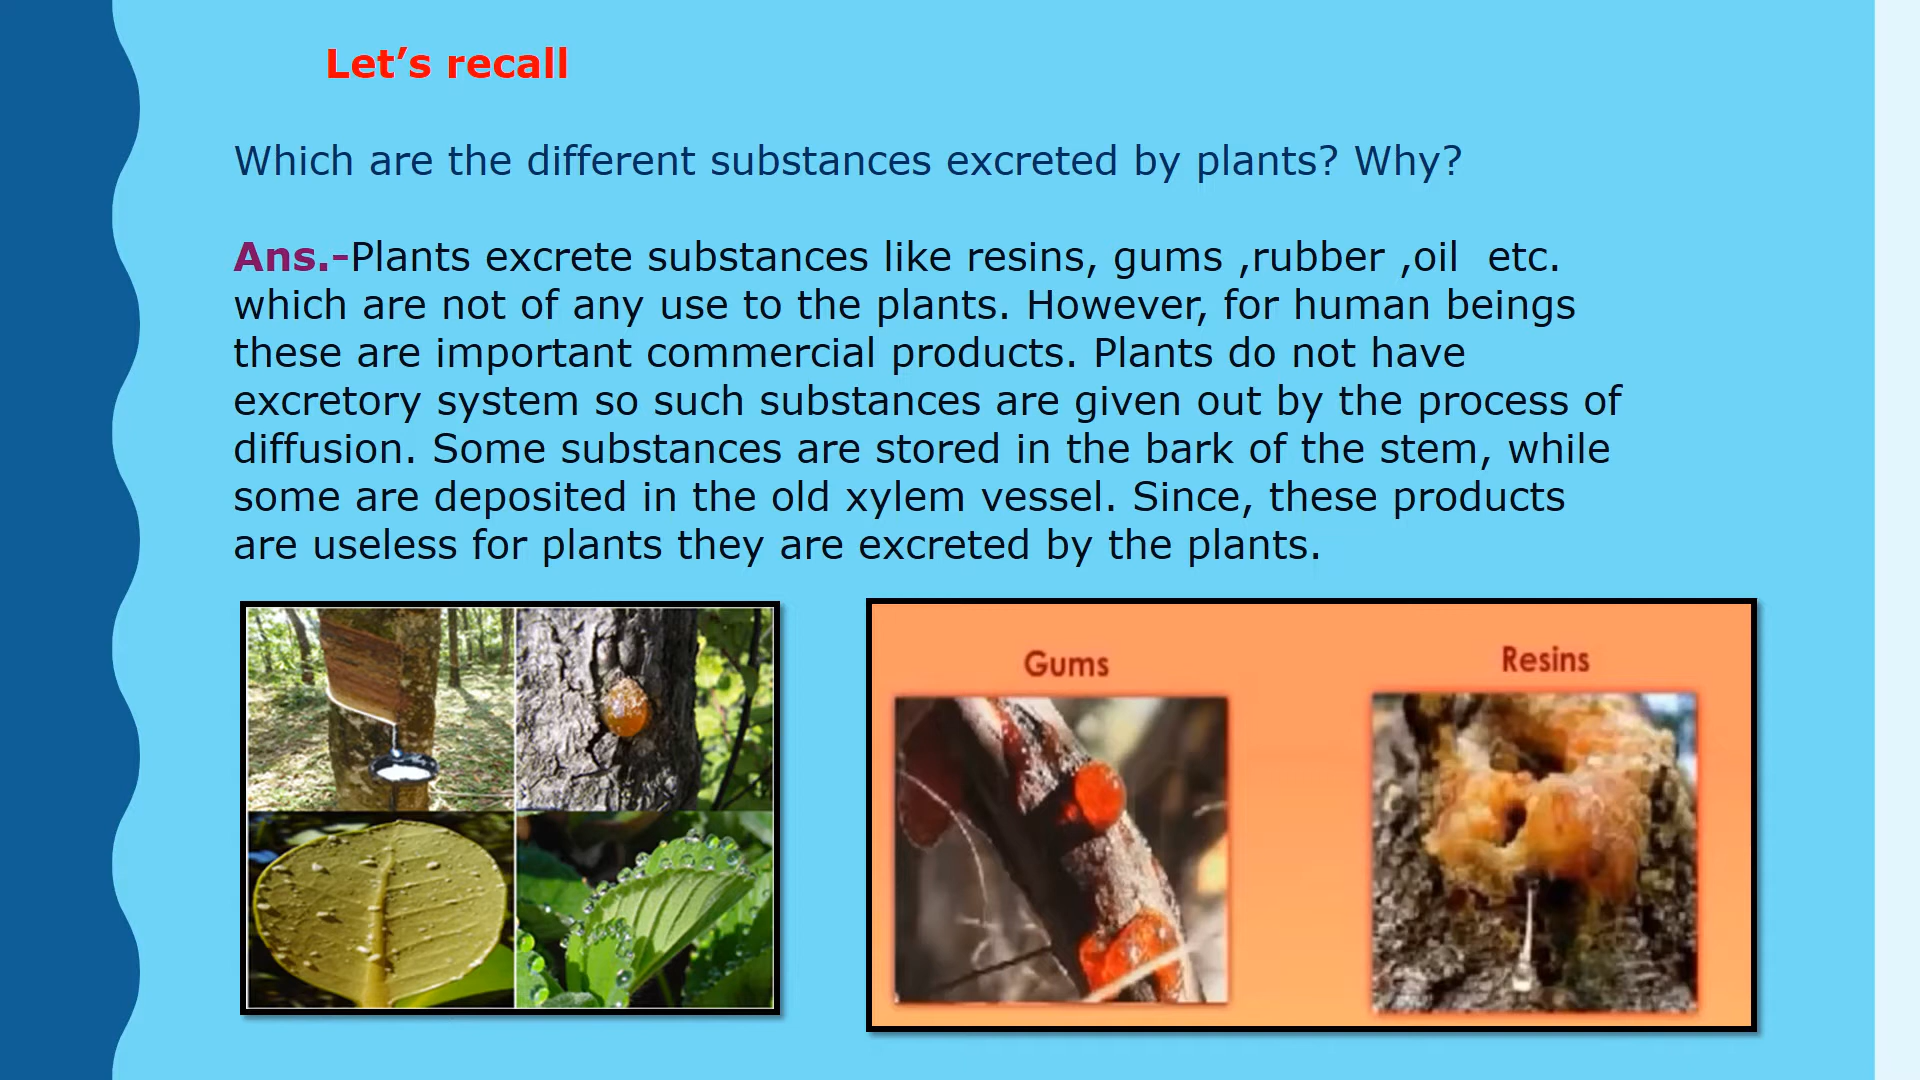 Let’s recall
Which are the different substances excreted by plants? Why?
Ans.-Plants excrete substances like resins, gums ,rubber ,oil  etc.
which are not of any use to the plants. However, for human beings
these are important commercial products. Plants do not have
excretory system so such substances are given out by the process of
diffusion. Some substances are stored in the bark of the stem, while
some are deposited in the old xylem vessel. Since, these products
are useless for plants they are excreted by the plants.
Gums
Resins